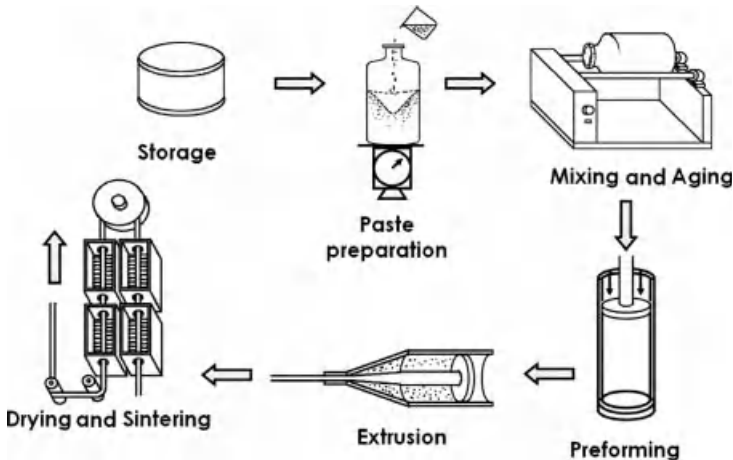 Storage
Paste
preparation
Mixing and Aging
Preforming
Extrusion
Drying and Sintering